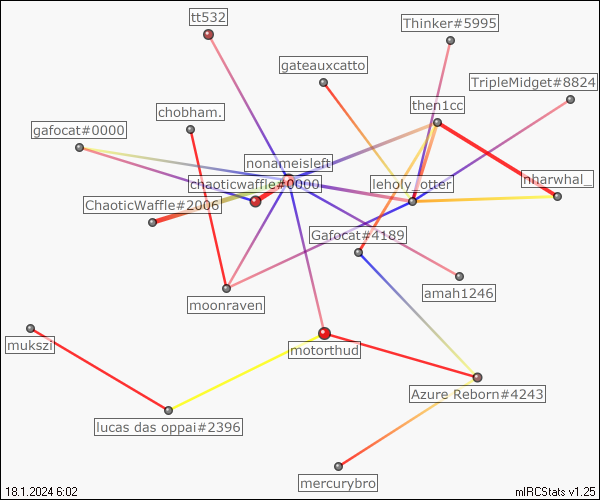 tt532
Thinker#5995
gateauxcatto
TripleMidget#8824
then1cc
chobham.
gafocat#0000
nonameisleft
chaoticwaffle#0000
leholy_otter
nharwhal_
ChaoticWaffle#2006
Gafocat#4189
amah1246
moonraven
mukszi
motorthud
Azure Reborn#4243
lucas das oppai#2396
mercurybro
18.1.2024 6:02
mIRCStats v1.25